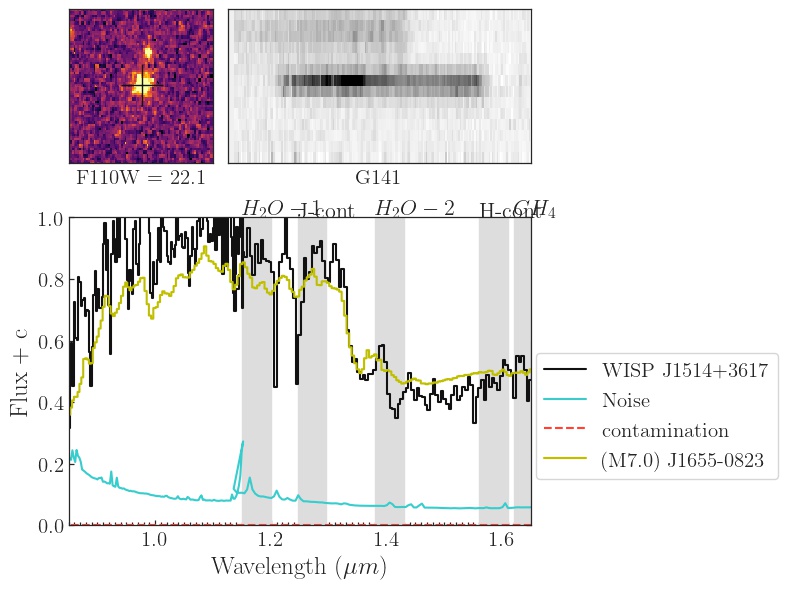 F110W = 22.1
G141
H₂O − 1
J-cont
H₂O − 2
H-cont
CH₄
1.0
0.8
0.6
0.4
0.2
0.0
Flux + c
1.0
1.2
1.4
1.6
Wavelength (μm)
WISP J1514+3617
Noise
contamination
(M7.0) J1655-0823